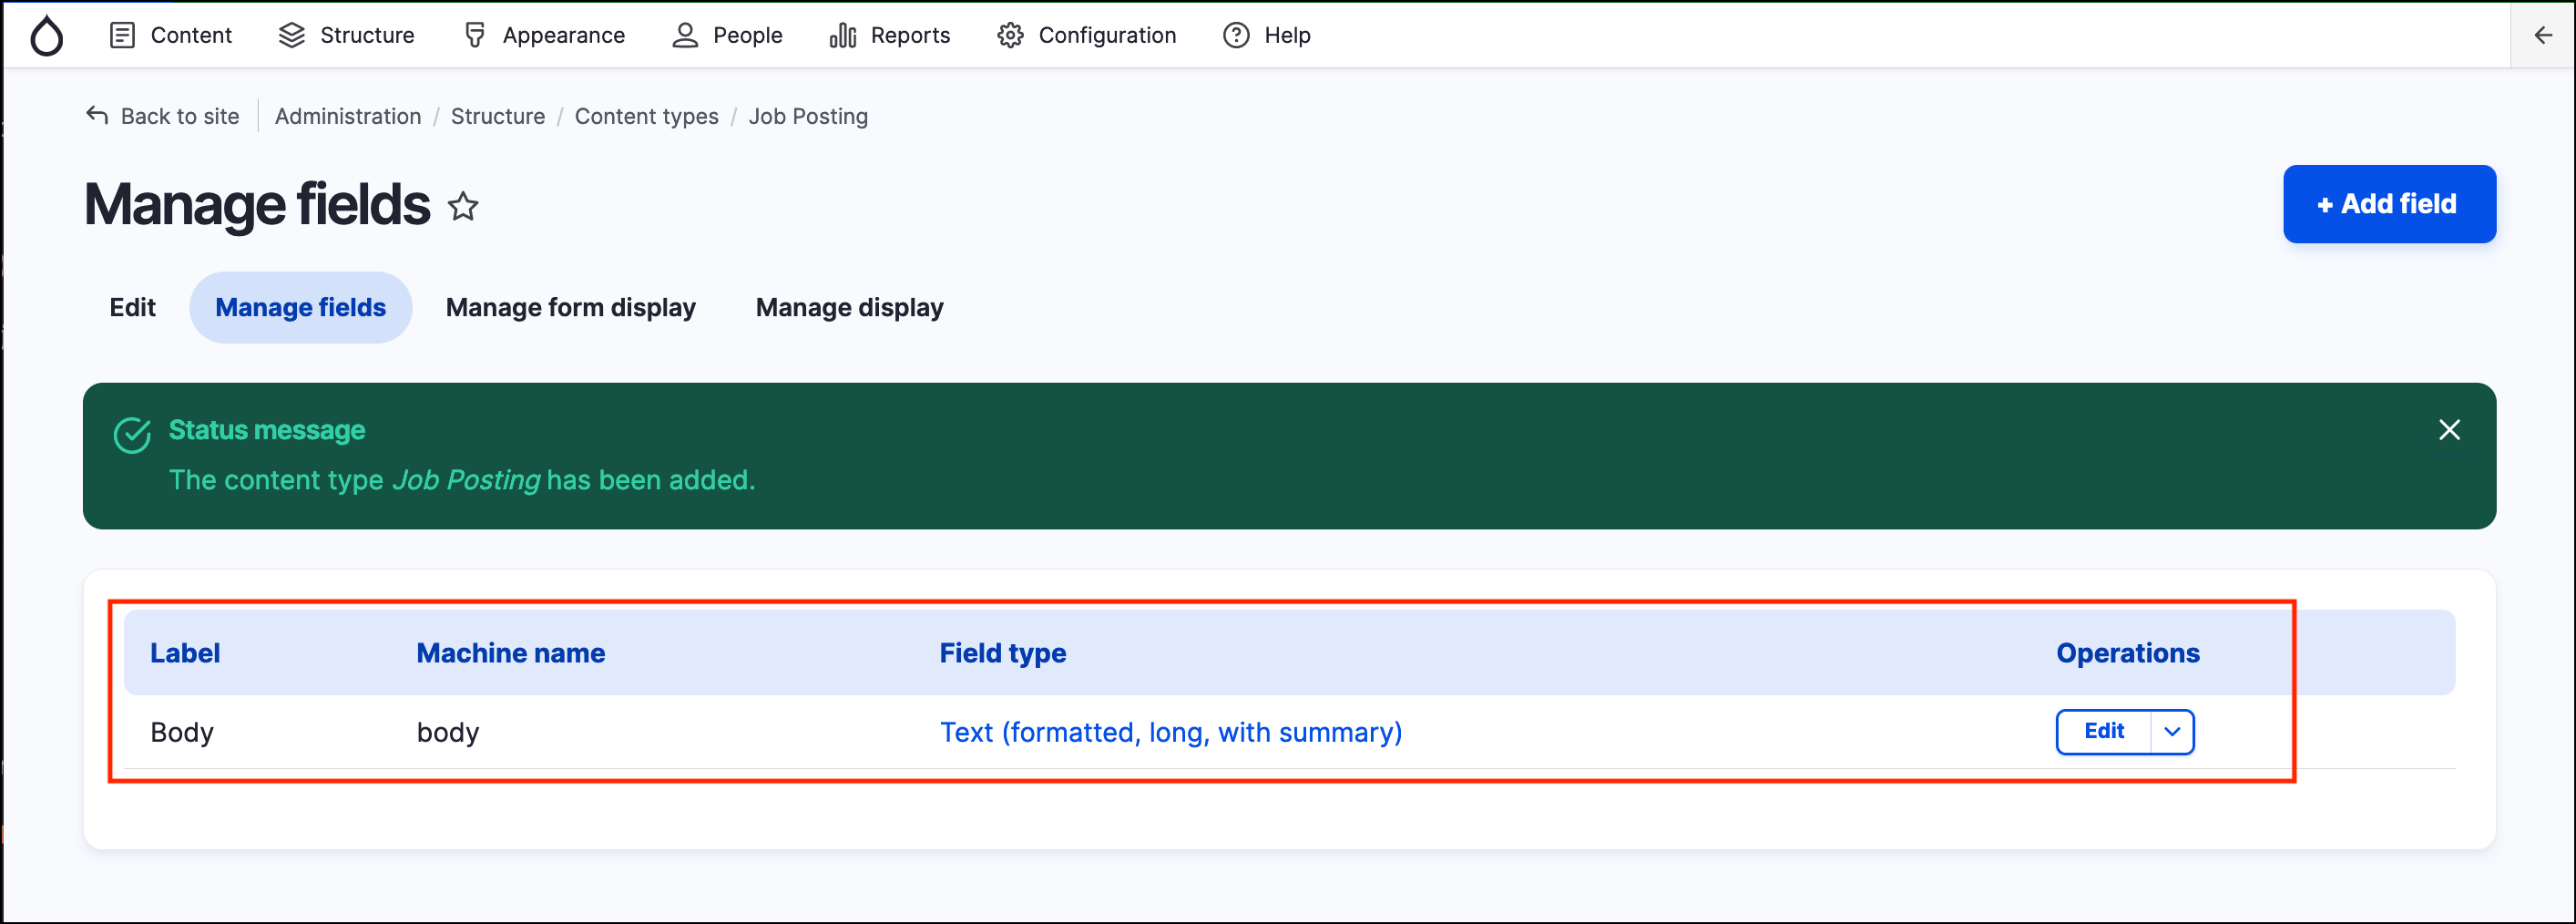 Content Structure Appearance People Reports Configuration Help
Back to site Administration / Structure / Content types / Job Posting
Manage fields
+ Add field
Edit Manage fields Manage form display Manage display
Status message
The content type Job Posting has been added.
Label Machine name Field type Operations
Body body Text (formatted, long, with summary) Edit